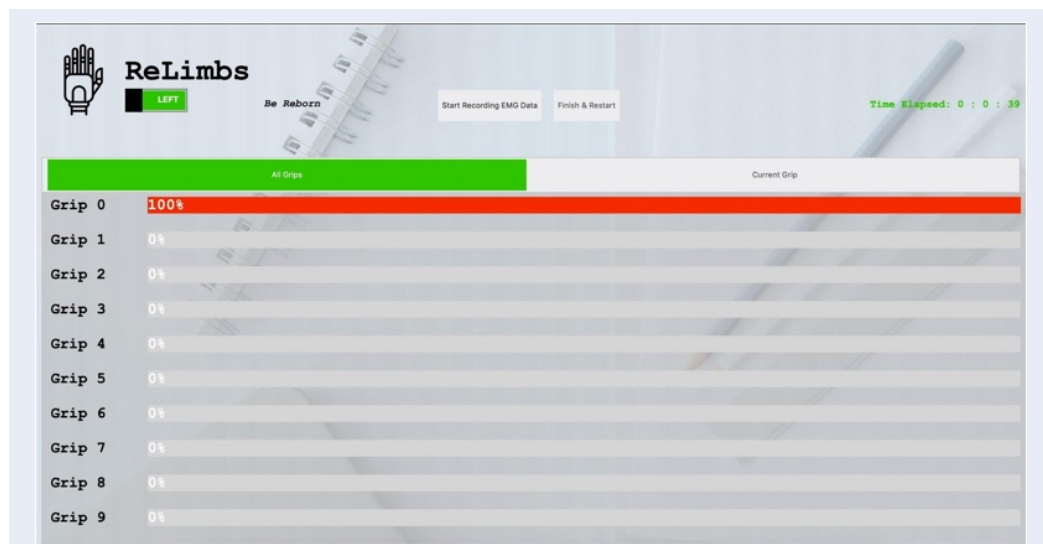 ReLimbs
LEFT
Be Reborn
Start Recording EMG Data
Finish & Restart
Time Elapsed: 0 : 0 : 39
All Grips
Current Grip
Grip 0 100%
Grip 1 0%
Grip 2 0%
Grip 3 0%
Grip 4 0%
Grip 5 0%
Grip 6 0%
Grip 7 0%
Grip 8 0%
Grip 9 0%